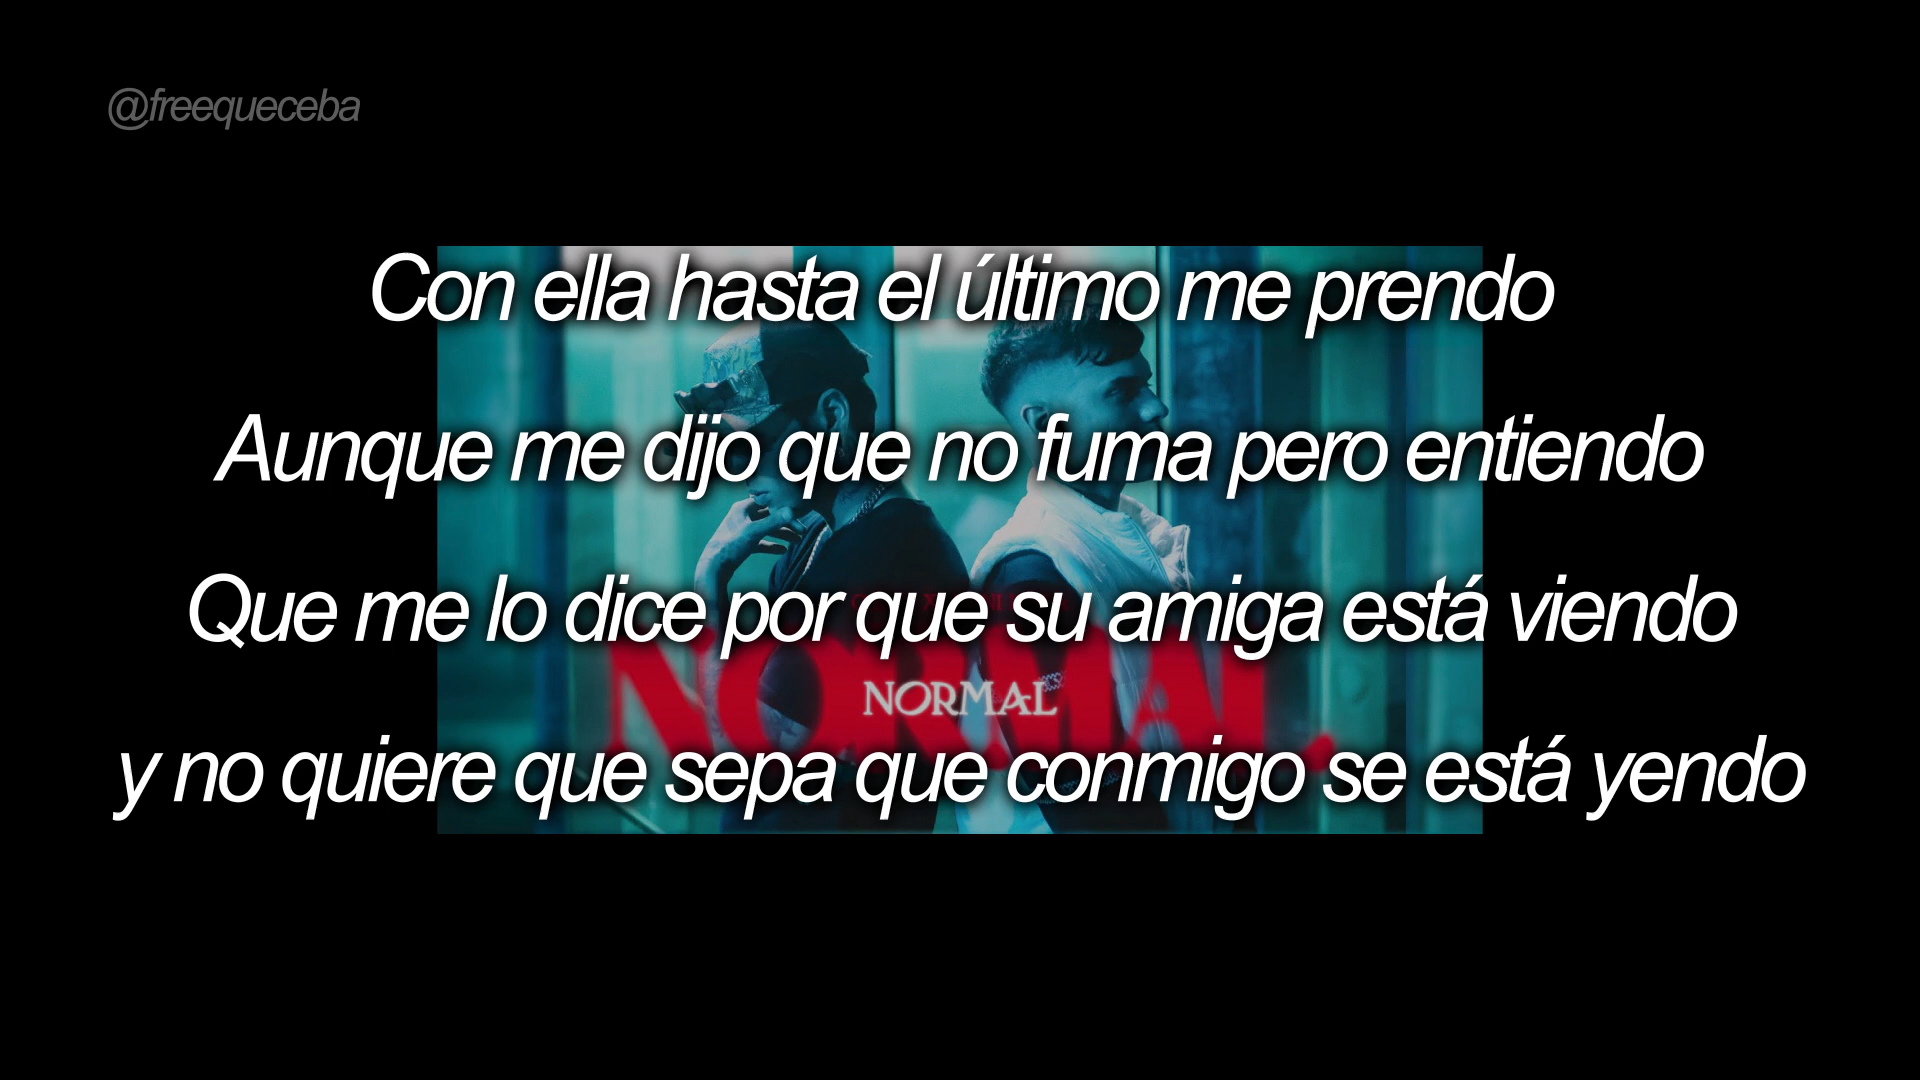 @freequeceba
Con ella hasta el último me prendo
Aunque me dijo que no fuma pero entiendo
Que me lo dice por que su amiga está viendo
NORMAL
NORMAL
y no quiere que sepa que conmigo se está yendo